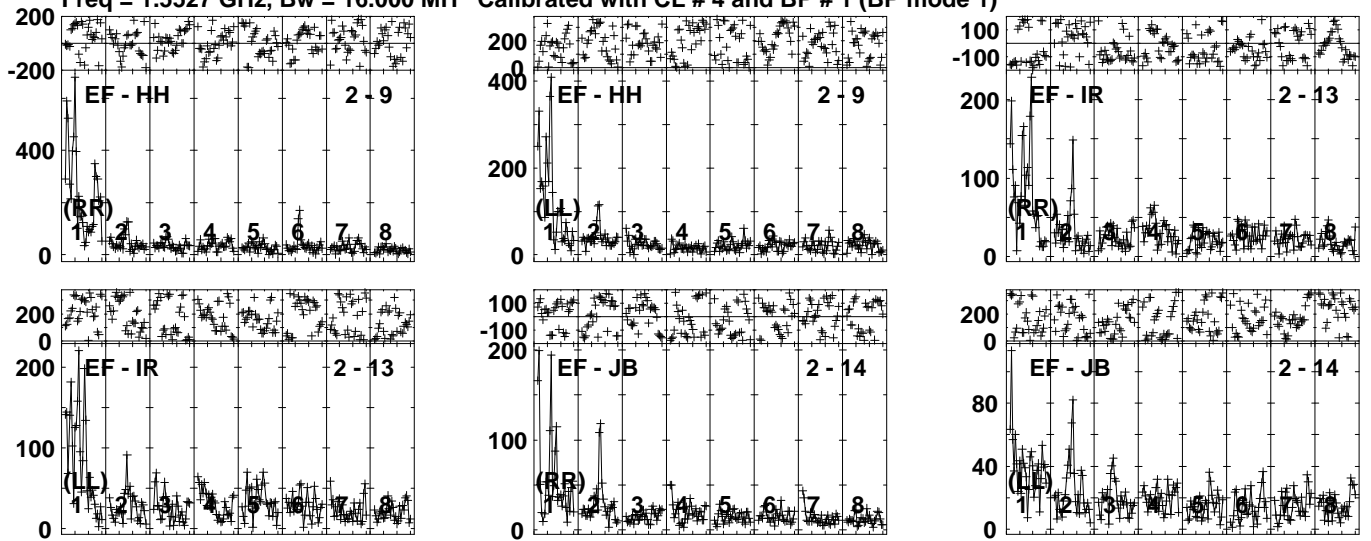 Freq = 1.5527 GHz, Bw = 16.000 MH Calibrated with CL # 4 and BP # 1 (BP mode 1)
200
-200
EF - HH 2 - 9
400
(RR)
1 2 3 4 5 6 7 8
0
200
0
400
EF - HH 2 - 9
200
(LL)
1 2 3 4 5 6 7 8
0
100
-100
EF - IR 2 - 13
200
100
(RR)
1 2 3 4 5 6 7 8
0
200
0
EF - IR 2 - 13
200
100
(LL)
1 2 3 4 5 6 7 8
0
100
-100
200
EF - JB 2 - 14
100
(RR)
1 2 3 4 5 6 7 8
0
200
0
EF - JB 2 - 14
80
40
(LL)
1 2 3 4 5 6 7 8
0